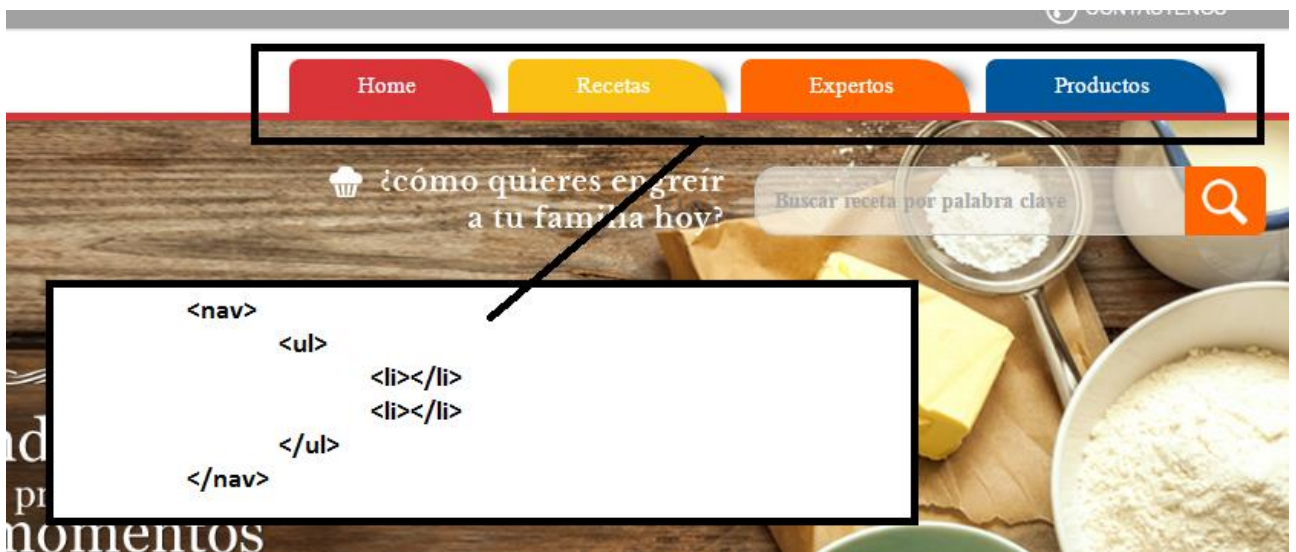 CONTÁCTENOS
Home Recetas Expertos Productos
¿cómo quieres engreír
a tu familia hoy?
Buscar receta por palabra clave
<nav>
<ul>
<li></li>
<li></li>
</ul>
</nav>
momentos